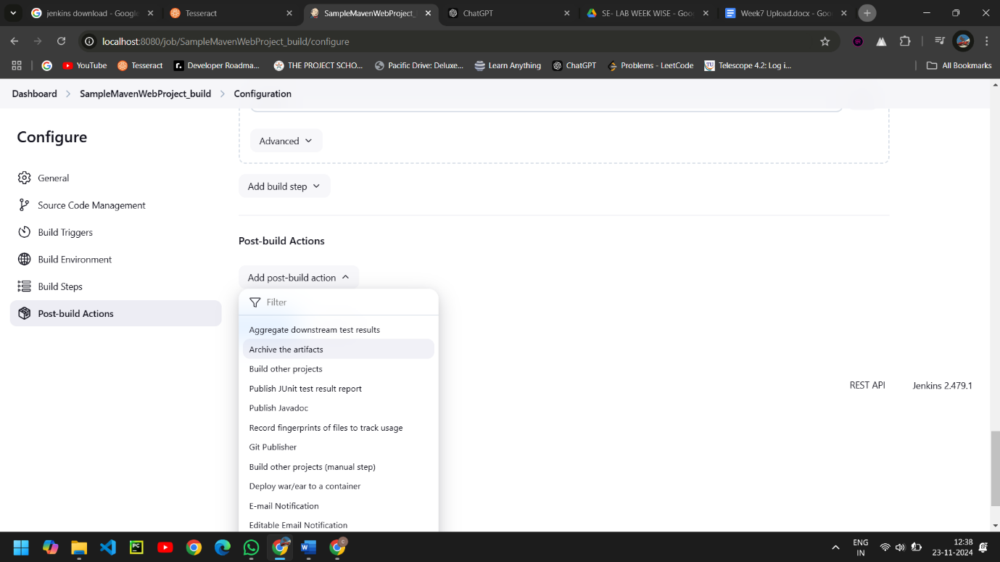 jenkins download - Google
Tesseract
SampleMavenWebProject_
ChatGPT
SE- LAB WEEK WISE - Goo
Week7 Upload.docx - Goo
localhost:8080/job/SampleMavenWebProject_build/configure
YouTube
Tesseract
Developer Roadma...
THE PROJECT SCHO...
Pacific Drive: Deluxe...
Learn Anything
ChatGPT
Problems - LeetCode
Telescope 4.2: Log i...
All Bookmarks
Dashboard
SampleMavenWebProject_build
Configuration
Configure
General
Source Code Management
Build Triggers
Build Environment
Build Steps
Post-build Actions
Advanced
Add build step
Post-build Actions
Add post-build action
Filter
Aggregate downstream test results
Archive the artifacts
Build other projects
Publish JUnit test result report
Publish Javadoc
Record fingerprints of files to track usage
Git Publisher
Build other projects (manual step)
Deploy war/ear to a container
E-mail Notification
Editable Email Notification
REST API
Jenkins 2.479.1
ENG
IN
12:38
23-11-2024